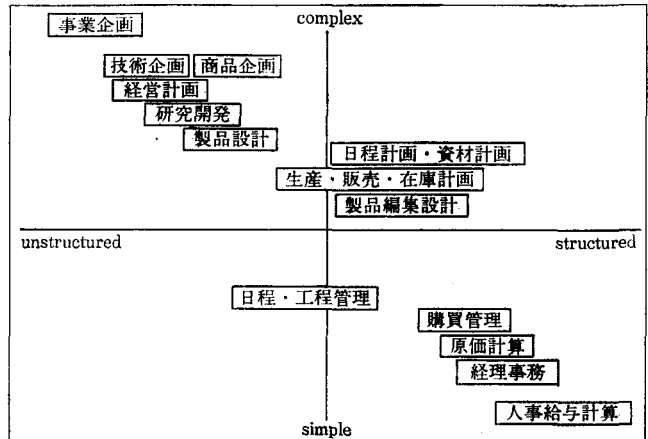 complex
事業企画
技術企画 商品企画
経営計画
研究開発
製品設計
日程計画・資材計画
生産・販売・在庫計画
製品編集設計
unstructured structured
日程・工程管理
購買管理
原価計算
経理事務
人事給与計算
simple